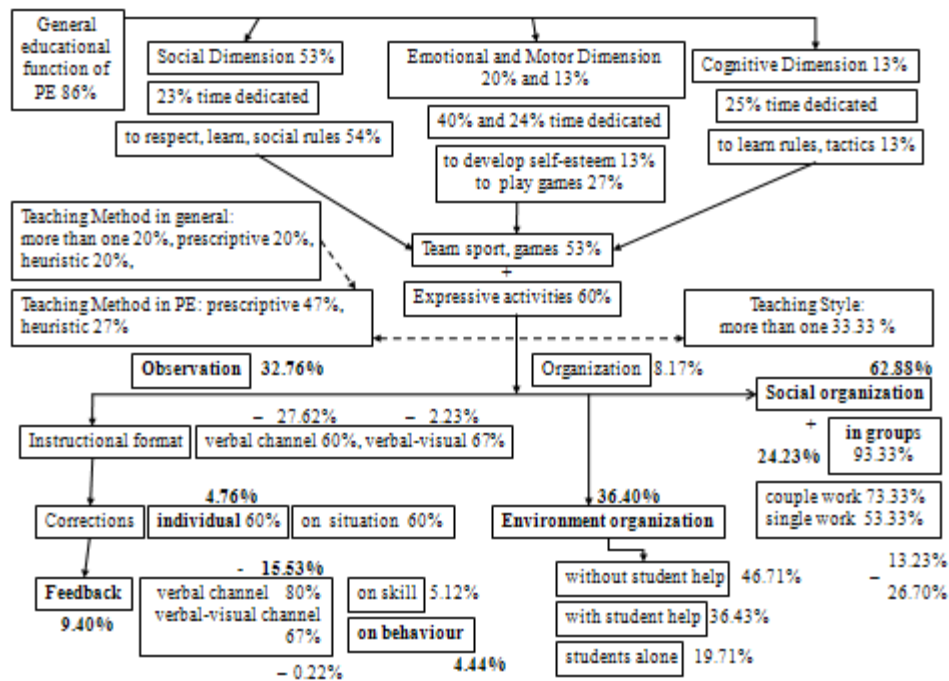 General
educational
function of
PE 86%
Social Dimension 53%
Emotional and Motor Dimension
20% and 13%
Cognitive Dimension 13%
23% time dedicated
40% and 24% time dedicated
25% time dedicated
to respect, learn, social rules 54%
to develop self-esteem 13%
to play games 27%
to learn rules, tactics 13%
Teaching Method in general:
more than one 20%, prescriptive 20%,
heuristic 20%,
Team sport, games 53%
+
Expressive activities 60%
Teaching Method in PE: prescriptive 47%,
heuristic 27%
Teaching Style:
more than one 33.33 %
Observation 32.76%
Organization 8.17%
62.88%
Social organization
– 27.62% – 2.23%
Instructional format
verbal channel 60%, verbal-visual 67%
+
24.23%
in groups
93.33%
4.76%
Corrections
individual 60%
on situation 60%
36.40%
Environment organization
couple work 73.33%
single work 53.33%
- 15.53%
Feedback
9.40%
verbal channel 80%
verbal-visual channel
67%
– 0.22%
on skill 5.12%
on behaviour
4.44%
without student help 46.71%
with student help 36.43%
students alone 19.71%
13.23%
–
26.70%